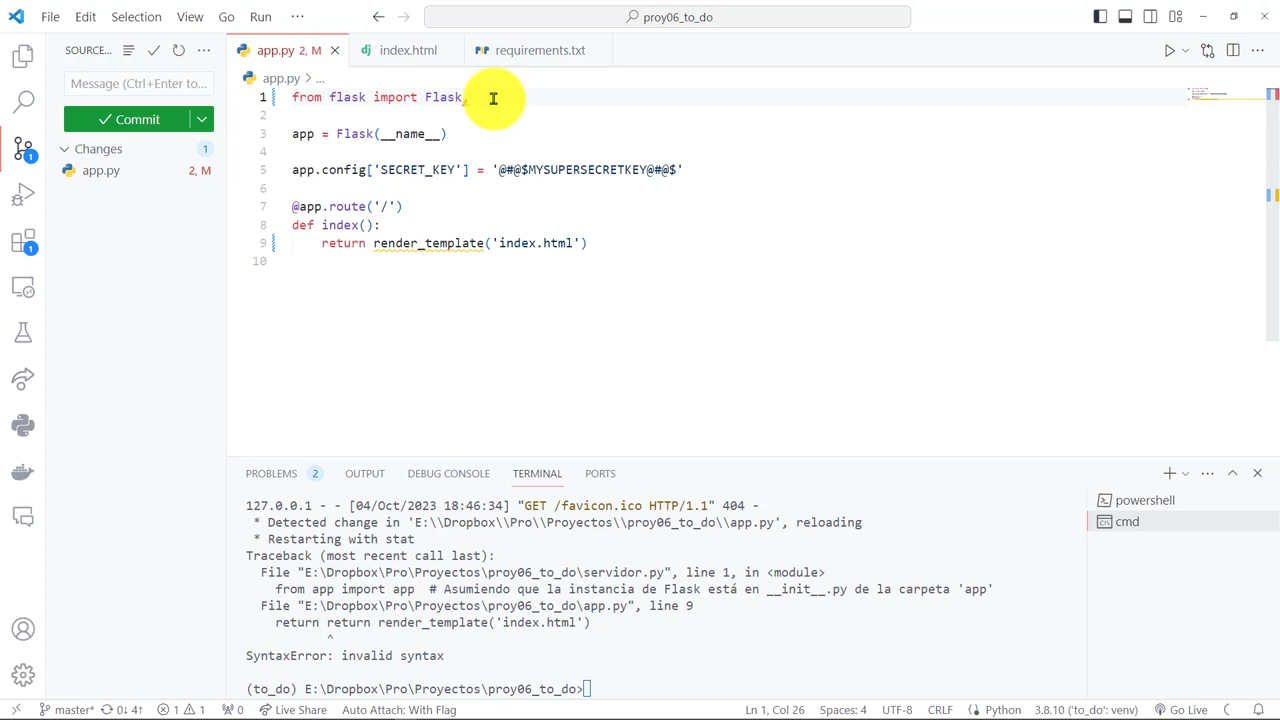 File Edit Selection View Go Run ··· proy06_to_do
SOURCE... app.py 2, M index.html requirements.txt
app.py > ...
Message (Ctrl+Enter to...
Commit
Changes 1
app.py 2, M
1 from flask import Flask,
2
3 app = Flask(__name__)
4
5 app.config['SECRET_KEY'] = '@#@$MYSUPERSECRETKEY@#@$'
6
7 @app.route('/')
8 def index():
9 return render_template('index.html')
10
1
1
PROBLEMS 2 OUTPUT DEBUG CONSOLE TERMINAL PORTS
127.0.0.1 - - [04/Oct/2023 18:46:34] "GET /favicon.ico HTTP/1.1" 404 -
* Detected change in 'E:\\Dropbox\\Pro\\Proyectos\\proy06_to_do\\app.py', reloading
* Restarting with stat
Traceback (most recent call last):
File "E:\Dropbox\Pro\Proyectos\proy06_to_do\servidor.py", line 1, in <module>
from app import app # Asumiendo que la instancia de Flask está en __init__.py de la carpeta 'app'
File "E:\Dropbox\Pro\Proyectos\proy06_to_do\app.py", line 9
return return render_template('index.html')
^
SyntaxError: invalid syntax
(to_do) E:\Dropbox\Pro\Proyectos\proy06_to_do>
powershell
cmd
master* 0↓ 4↑ 1 1 0 Live Share Auto Attach: With Flag Ln 1, Col 26 Spaces: 4 UTF-8 CRLF Python 3.8.10 ('to_do': venv) Go Live